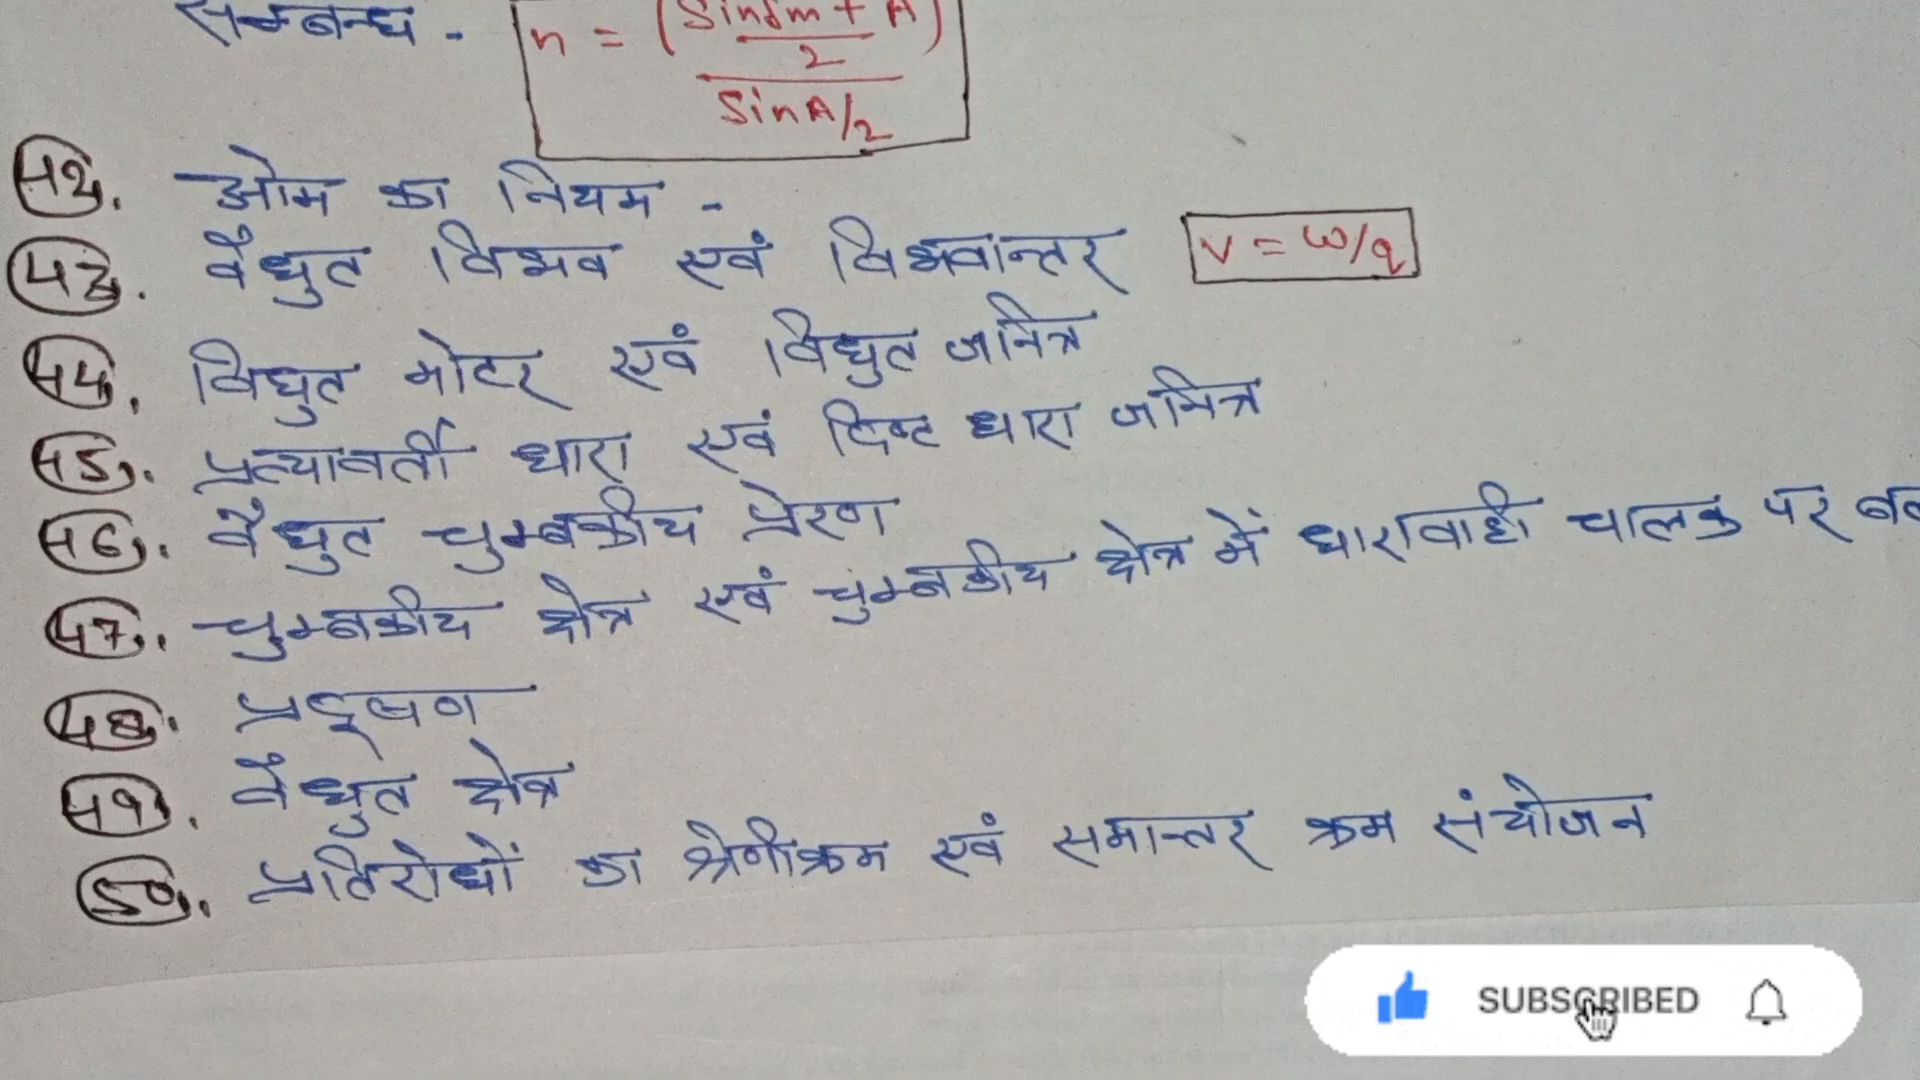 सम्बन्ध - n = (Sin δm + A / 2) / Sin A/2
42. ओम का नियम -
43. वैधुत विभव एवं विभवान्तर V = W/q
44. विधुत मोटर एवं विधुत जनित्र
45. प्रत्यावर्ती धारा एवं दिष्ट धारा जनित्र
46. वैधुत चुम्बकीय प्रेरण
47. चुम्बकीय क्षेत्र एवं चुम्बकीय क्षेत्र में धारावाही चालक पर बल
48. प्रदूषण
49. वैधुत क्षेत्र
50. प्रतिरोधों का श्रेणीक्रम एवं समान्तर क्रम संयोजन
SUBSCRIBED